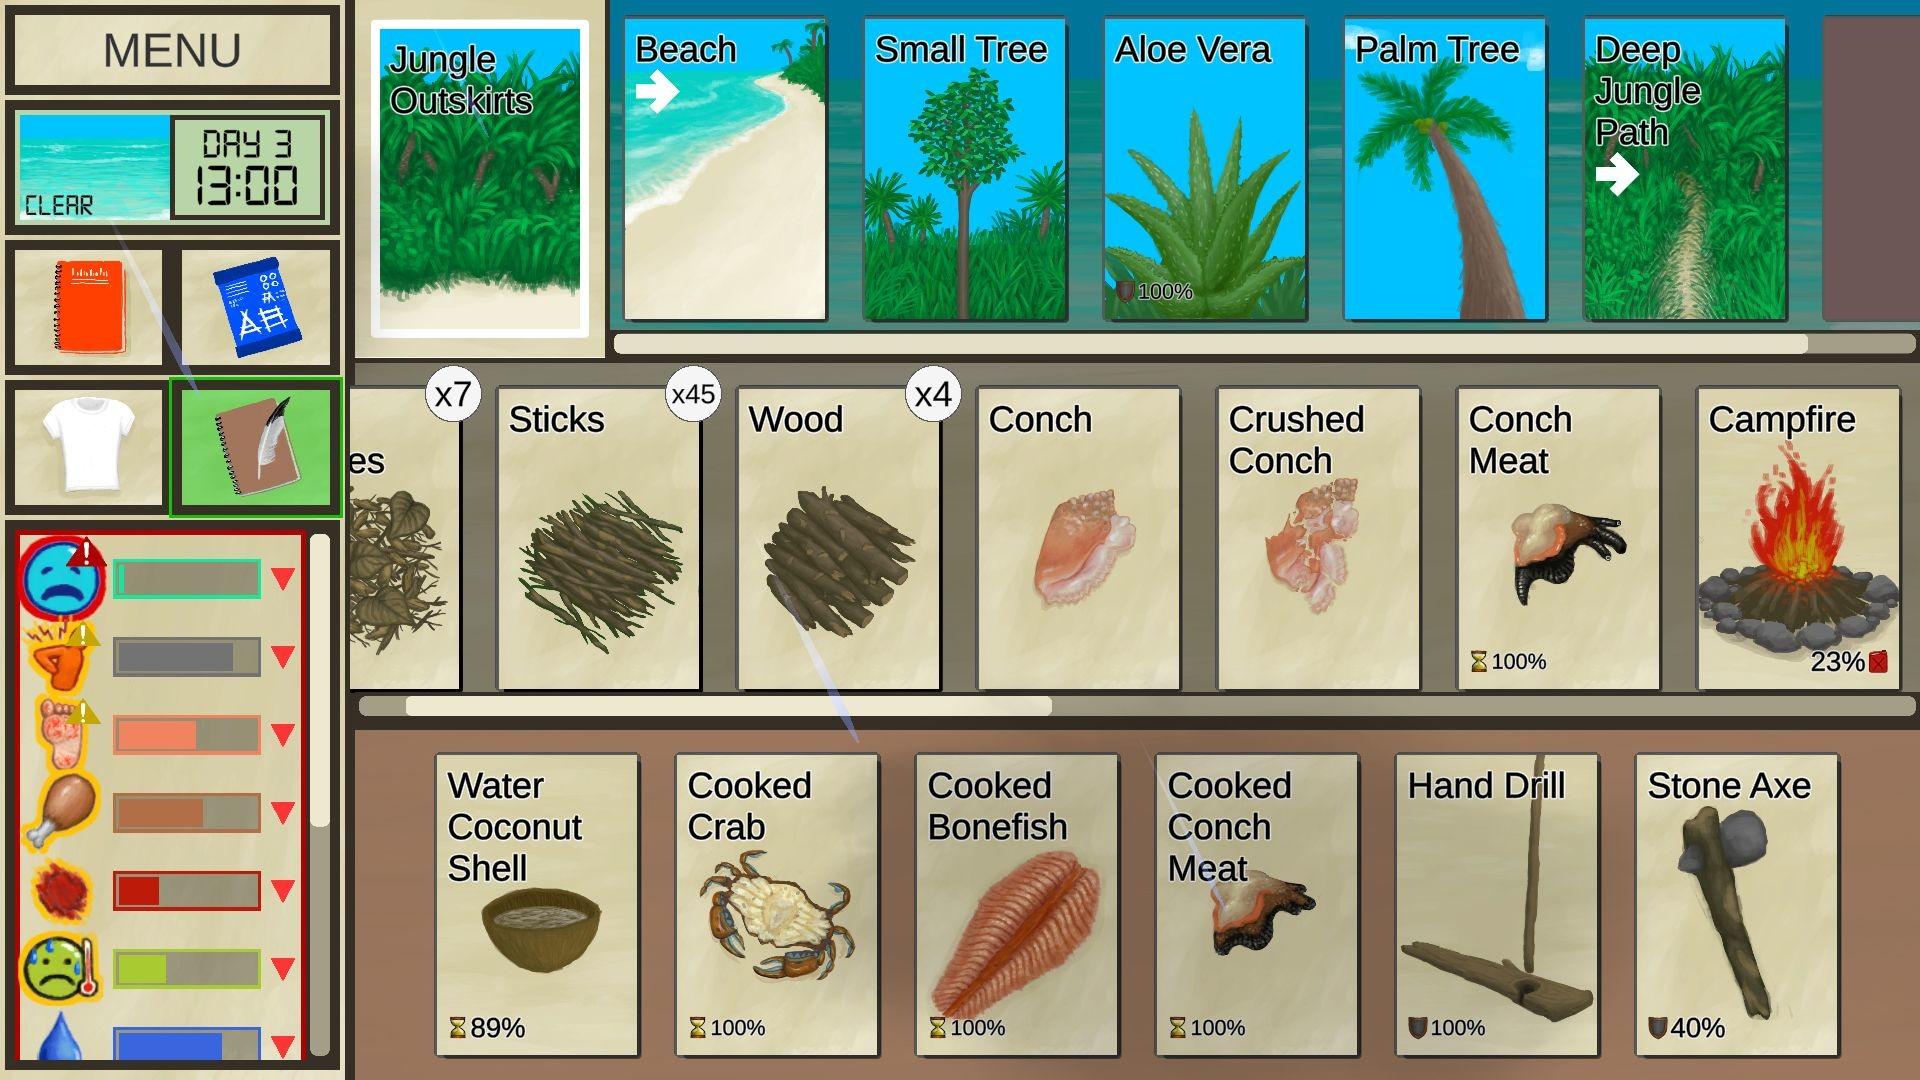 MENU
CLEAR
DAY 3
13:00
Jungle
Outskirts
Beach
Small Tree
Aloe Vera
100%
Palm Tree
Deep
Jungle
Path
x7
es
Sticks
x45
Wood
x4
Conch
Crushed
Conch
Conch
Meat
100%
Campfire
23%
Water
Coconut
Shell
89%
Cooked
Crab
100%
Cooked
Bonefish
100%
Cooked
Conch
Meat
100%
Hand Drill
100%
Stone Axe
40%